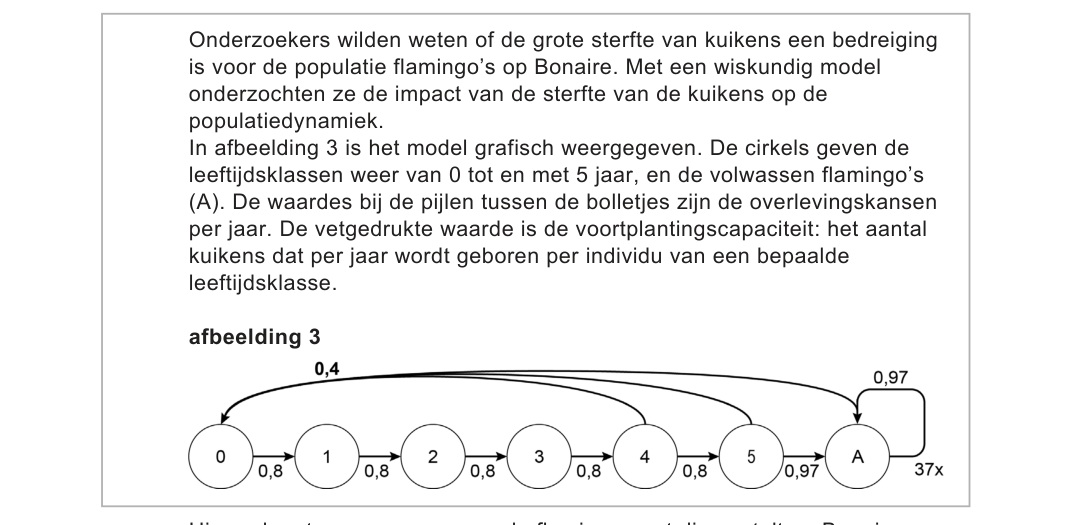 Onderzoekers wilden weten of de grote sterfte van kuikens een bedreiging
is voor de populatie flamingo’s op Bonaire. Met een wiskundig model
onderzochten ze de impact van de sterfte van de kuikens op de
populatiedynamiek.
In afbeelding 3 is het model grafisch weergegeven. De cirkels geven de
leeftijdsklassen weer van 0 tot en met 5 jaar, en de volwassen flamingo’s
(A). De waardes bij de pijlen tussen de bolletjes zijn de overlevingskansen
per jaar. De vetgedrukte waarde is de voortplantingscapaciteit: het aantal
kuikens dat per jaar wordt geboren per individu van een bepaalde
leeftijdsklasse.
afbeelding 3
0,4
0,97
0 1 2 3 4 5 A
0,8 0,8 0,8 0,8 0,8 0,97 37x